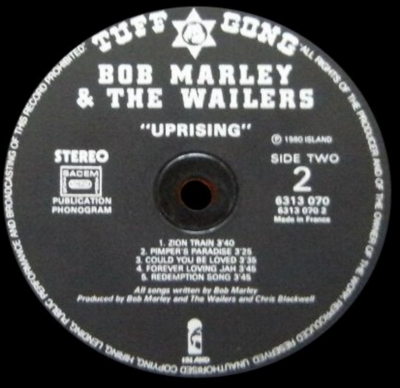 TUFF GONG
BOB MARLEY
& THE WAILERS
"UPRISING"
℗ 1980 ISLAND
STEREO
SIDE TWO
2
SACEM
PUBLICATION
PHONOGRAM
6313 070
6313 070 2
Made in France
1. ZION TRAIN 3'40
2. PIMPER'S PARADISE 3'25
3. COULD YOU BE LOVED 3'35
4. FOREVER LOVING JAH 3'45
5. REDEMPTION SONG 3'45
All songs written by Bob Marley
Produced by Bob Marley and The Wailers and Chris Blackwell
ISLAND
ALL RIGHTS OF THE PRODUCER AND OF THE OWNER OF THE WORK REPRODUCED RESERVED UNAUTHORISED COPYING, HIRING, LENDING, PUBLIC PERFORMANCE AND BROADCASTING OF THIS RECORD PROHIBITED.